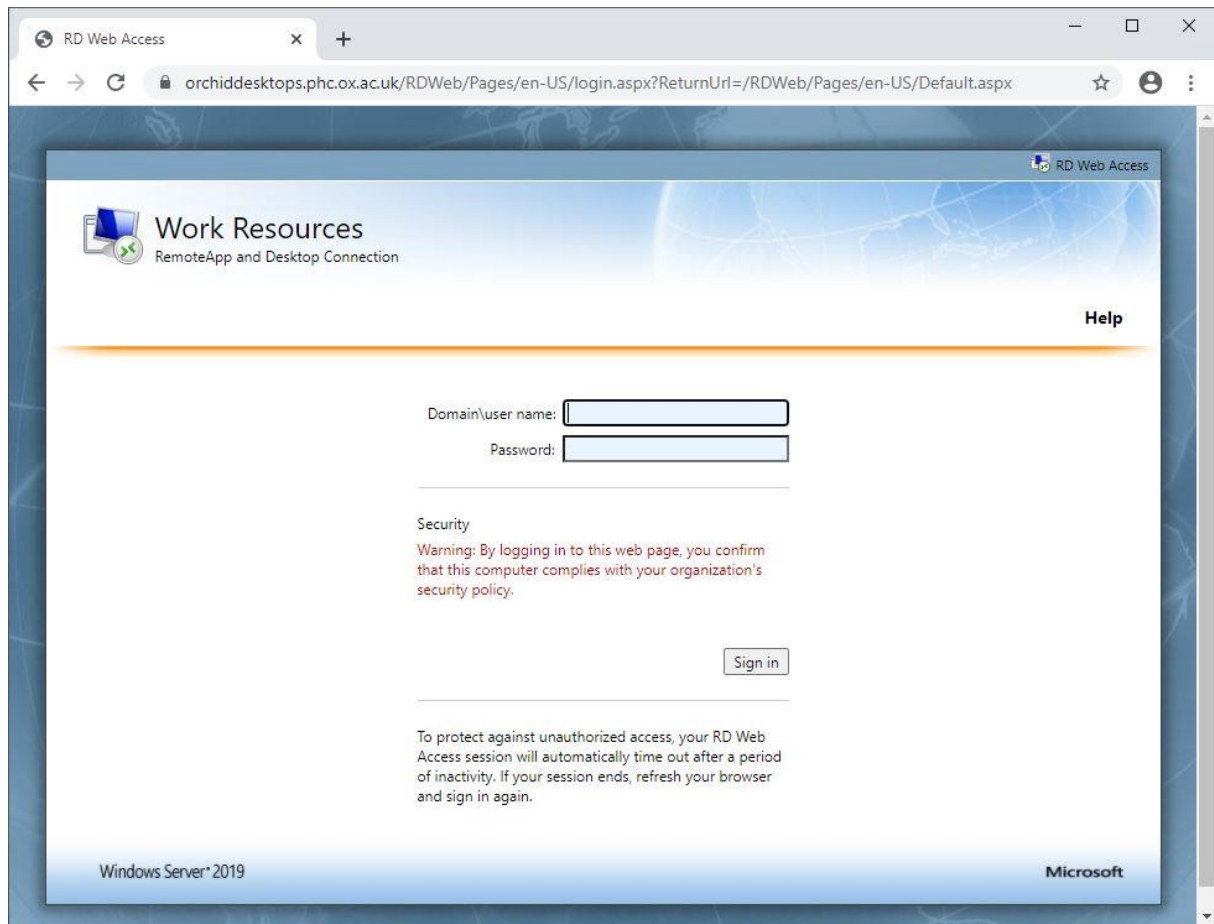 RD Web Access
orchiddesktops.phc.ox.ac.uk/RDWeb/Pages/en-US/login.aspx?ReturnUrl=/RDWeb/Pages/en-US/Default.aspx
RD Web Access
Work Resources
RemoteApp and Desktop Connection
Help
Domain\user name:
Password:
Security
Warning: By logging in to this web page, you confirm
that this computer complies with your organization's
security policy.
Sign in
To protect against unauthorized access, your RD Web
Access session will automatically time out after a period
of inactivity. If your session ends, refresh your browser
and sign in again.
Windows Server 2019
Microsoft